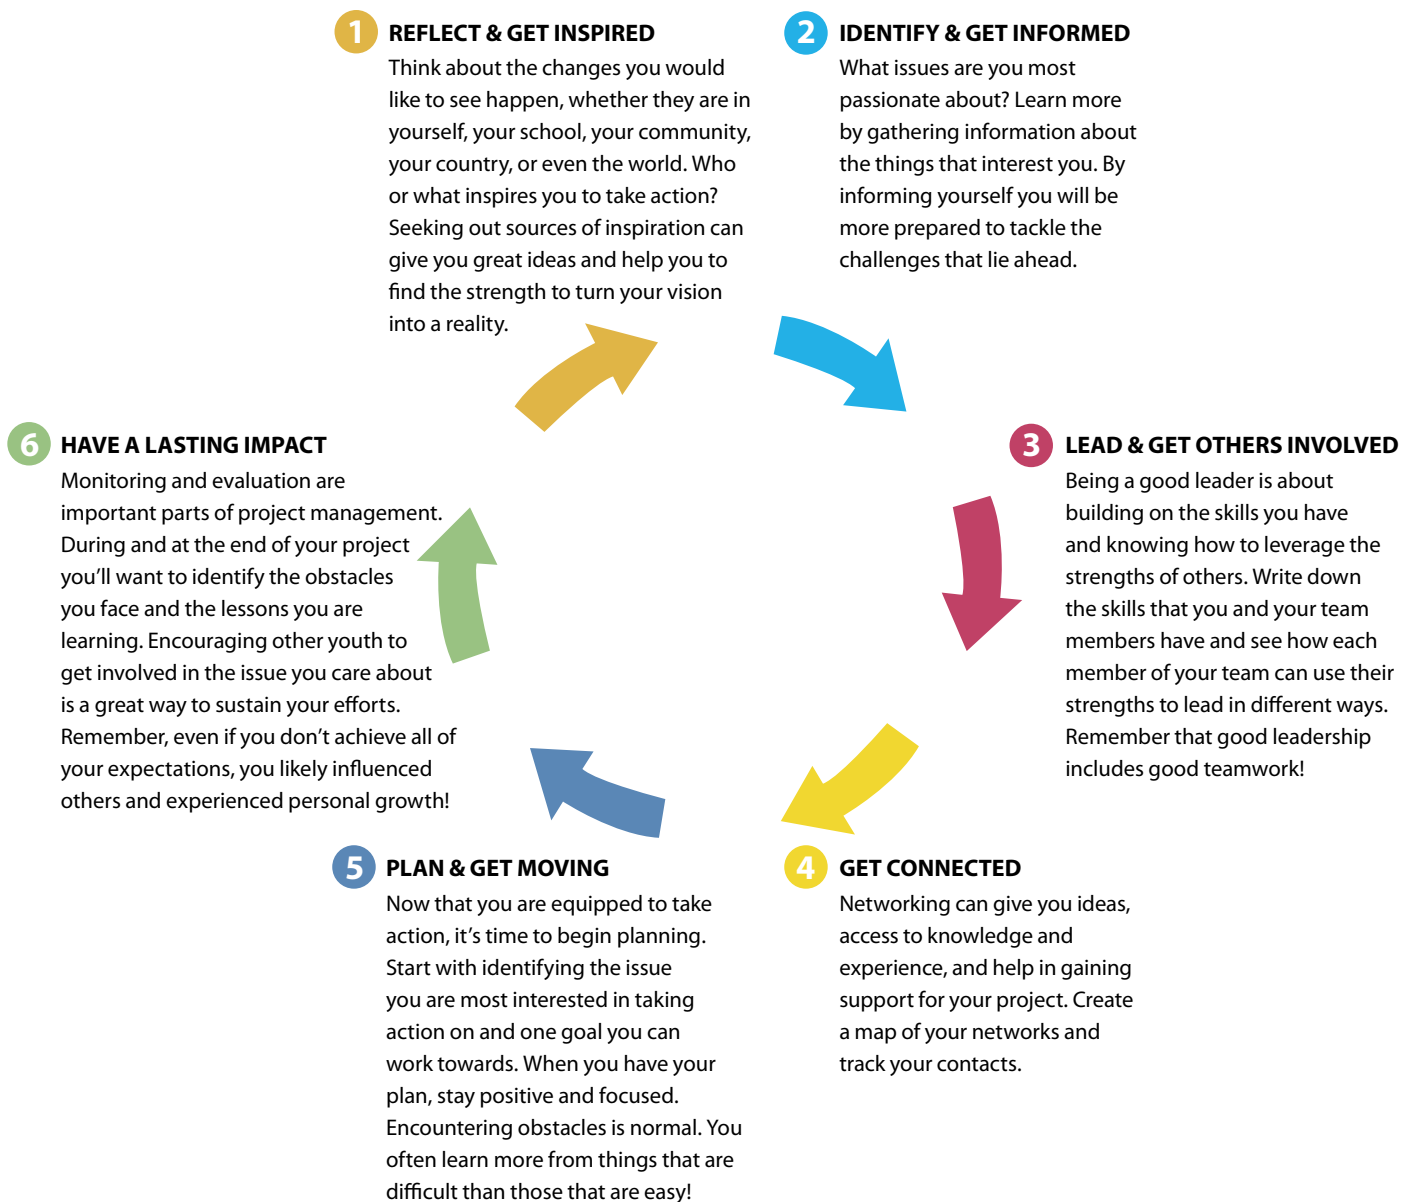 1 REFLECT & GET INSPIRED
Think about the changes you would
like to see happen, whether they are in
yourself, your school, your community,
your country, or even the world. Who
or what inspires you to take action?
Seeking out sources of inspiration can
give you great ideas and help you to
find the strength to turn your vision
into a reality.
2 IDENTIFY & GET INFORMED
What issues are you most
passionate about? Learn more
by gathering information about
the things that interest you. By
informing yourself you will be
more prepared to tackle the
challenges that lie ahead.
3 LEAD & GET OTHERS INVOLVED
Being a good leader is about
building on the skills you have
and knowing how to leverage the
strengths of others. Write down
the skills that you and your team
members have and see how each
member of your team can use their
strengths to lead in different ways.
Remember that good leadership
includes good teamwork!
4 GET CONNECTED
Networking can give you ideas,
access to knowledge and
experience, and help in gaining
support for your project. Create
a map of your networks and
track your contacts.
5 PLAN & GET MOVING
Now that you are equipped to take
action, it's time to begin planning.
Start with identifying the issue
you are most interested in taking
action on and one goal you can
work towards. When you have your
plan, stay positive and focused.
Encountering obstacles is normal. You
often learn more from things that are
difficult than those that are easy!
6 HAVE A LASTING IMPACT
Monitoring and evaluation are
important parts of project management.
During and at the end of your project
you'll want to identify the obstacles
you face and the lessons you are
learning. Encouraging other youth to
get involved in the issue you care about
is a great way to sustain your efforts.
Remember, even if you don't achieve all of
your expectations, you likely influenced
others and experienced personal growth!